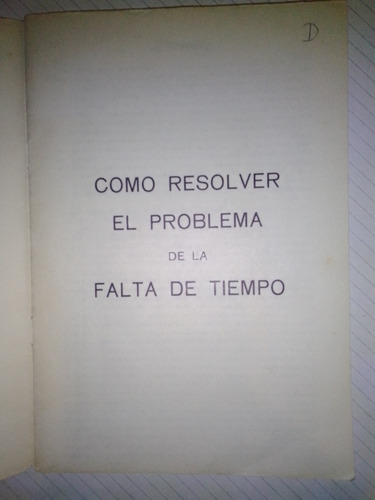 D
COMO RESOLVER
EL PROBLEMA
DE LA
FALTA DE TIEMPO